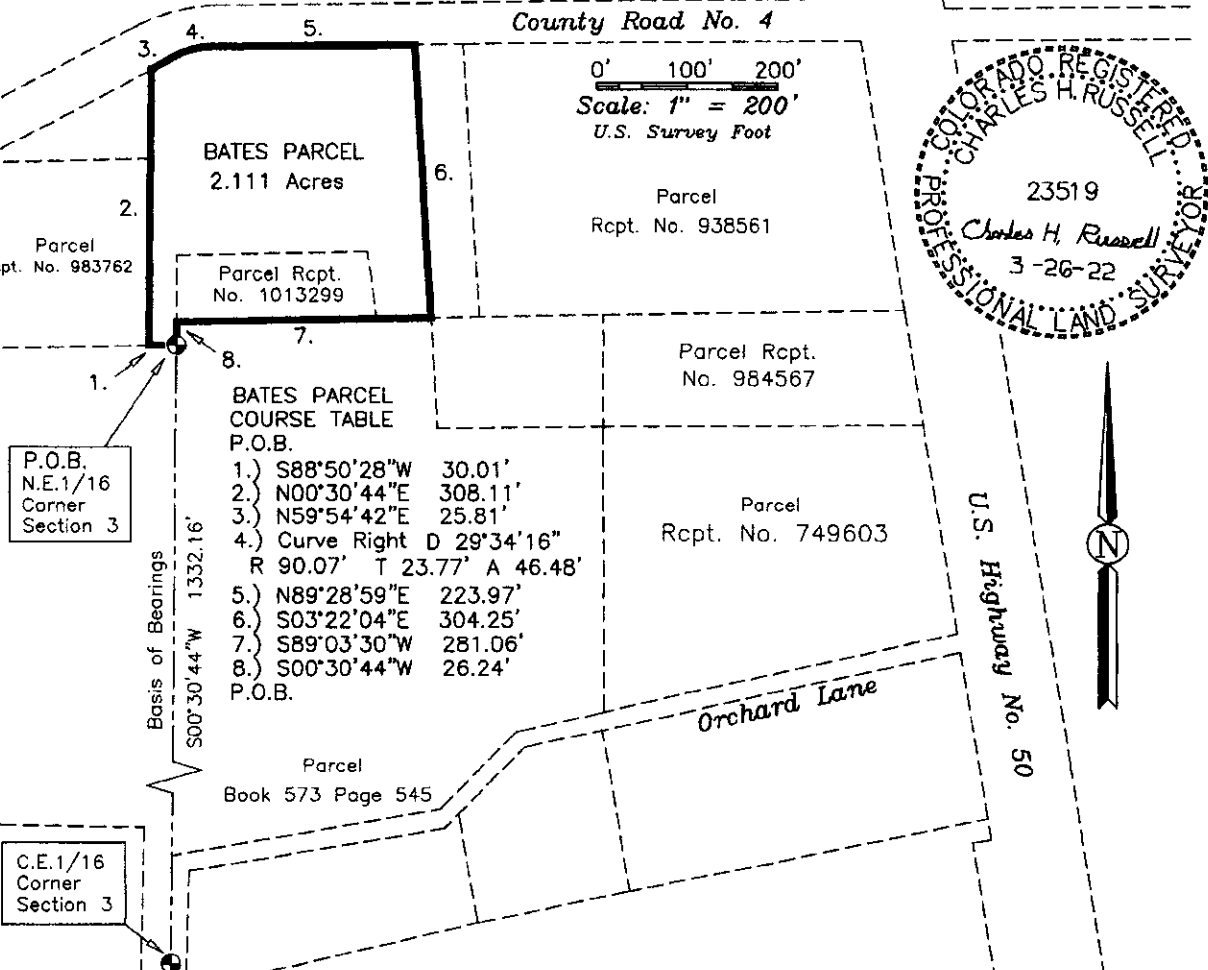 County Road No. 4
3.
4.
5.
0' 100' 200'
Scale: 1" = 200'
U.S. Survey Foot
COLORADO REGISTERED
CHARLES H. RUSSELL
23519
Charles H. Russell
3-26-22
PROFESSIONAL LAND SURVEYOR
BATES PARCEL
2.111 Acres
6.
2.
Parcel
Rcpt. No. 938561
Parcel
pt. No. 983762
Parcel Rcpt.
No. 1013299
7.
8.
1.
Parcel Rcpt.
No. 984567
P.O.B.
N.E.1/16
Corner
Section 3
BATES PARCEL
COURSE TABLE
P.O.B.
1.) S88°50'28"W 30.01'
2.) N00°30'44"E 308.11'
3.) N59°54'42"E 25.81'
4.) Curve Right D 29°34'16"
R 90.07' T 23.77' A 46.48'
5.) N89°28'59"E 223.97'
6.) S03°22'04"E 304.25'
7.) S89°03'30"W 281.06'
8.) S00°30'44"W 26.24'
P.O.B.
Basis of Bearings
S00°30'44"W 1332.16'
Parcel
Rcpt. No. 749603
N
U.S. Highway No. 50
Orchard Lane
Parcel
Book 573 Page 545
C.E.1/16
Corner
Section 3